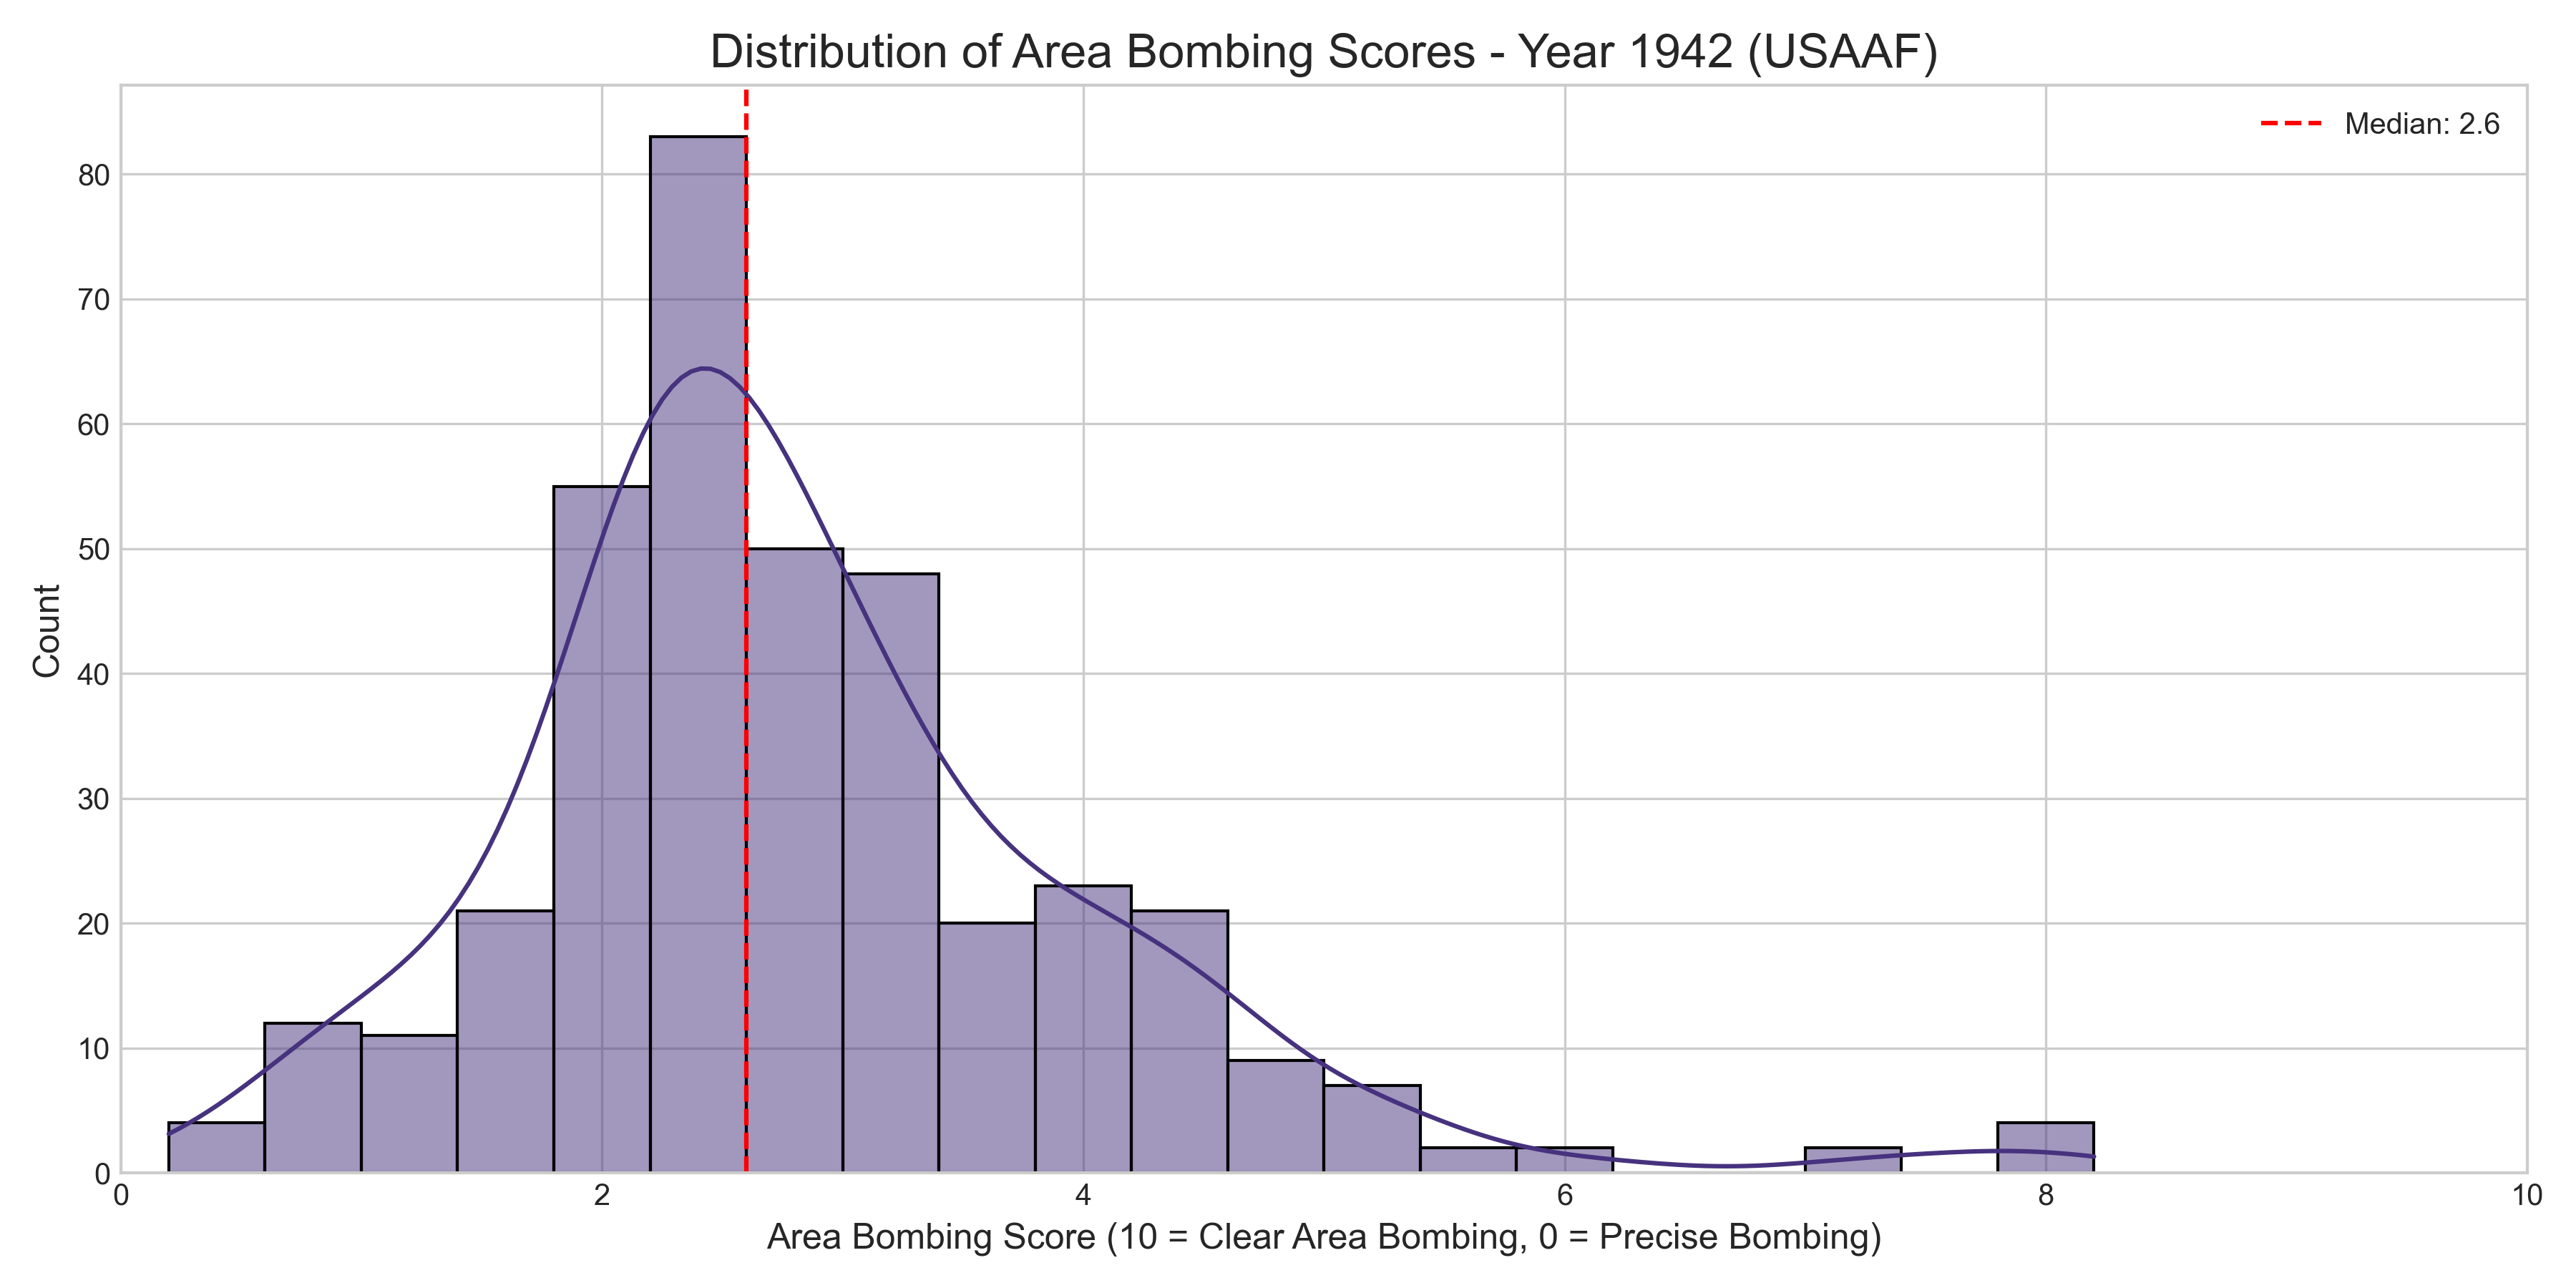 Distribution of Area Bombing Scores - Year 1942 (USAAF)
Median: 2.6
80
70
60
50
40
30
20
10
0
Count
0 2 4 6 8 10
Area Bombing Score (10 = Clear Area Bombing, 0 = Precise Bombing)